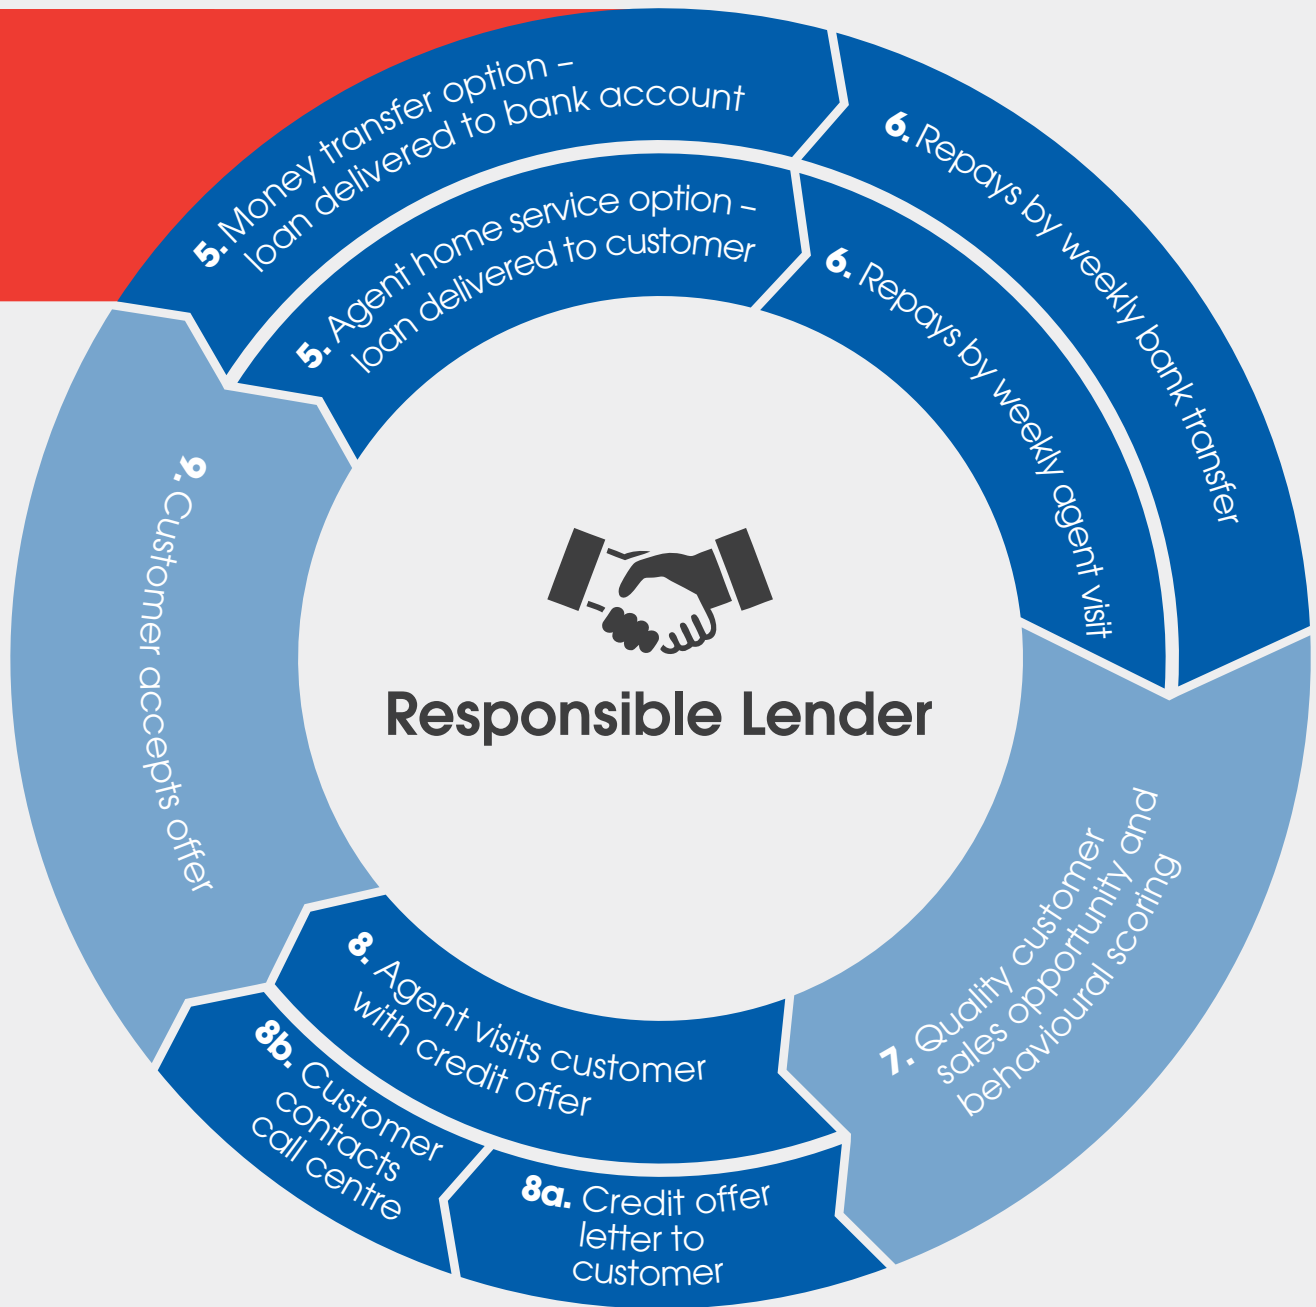 5. Money transfer option –
loan delivered to bank account
5. Agent home service option –
loan delivered to customer
6. Repays by weekly bank transfer
6. Repays by weekly agent visit
7. Quality customer
sales opportunity and
behavioural scoring
8. Agent visits customer
with credit offer
8a. Credit offer
letter to
customer
8b. Customer
contacts
call centre
9. Customer accepts offer
Responsible Lender